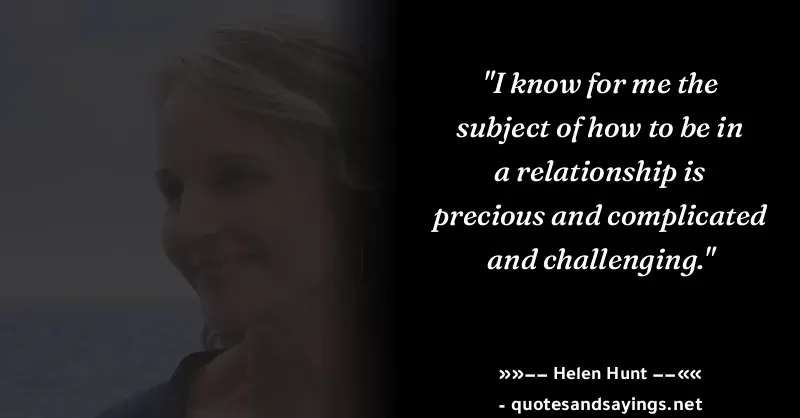 "I know for me the
subject of how to be in
a relationship is
precious and complicated
and challenging."
»»−− Helen Hunt −−««
- quotesandsayings.net